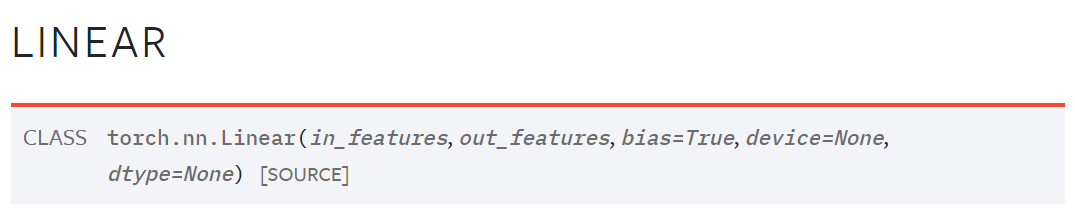 LINEAR
CLASS torch.nn.Linear(in_features, out_features, bias=True, device=None,
dtype=None) [SOURCE]